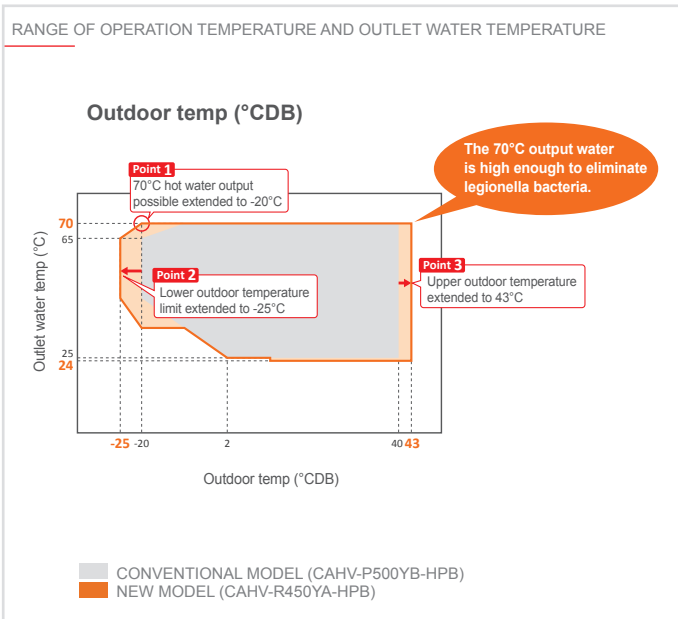 RANGE OF OPERATION TEMPERATURE AND OUTLET WATER TEMPERATURE
Outdoor temp (°CDB)
The 70°C output water
is high enough to eliminate
legionella bacteria.
Point 1
70°C hot water output
possible extended to -20°C
Point 2
Lower outdoor temperature
limit extended to -25°C
Point 3
Upper outdoor temperature
extended to 43°C
Outlet water temp (°C)
70
65
25
24
-25 -20 2 40 43
Outdoor temp (°CDB)
CONVENTIONAL MODEL (CAHV-P500YB-HPB)
NEW MODEL (CAHV-R450YA-HPB)